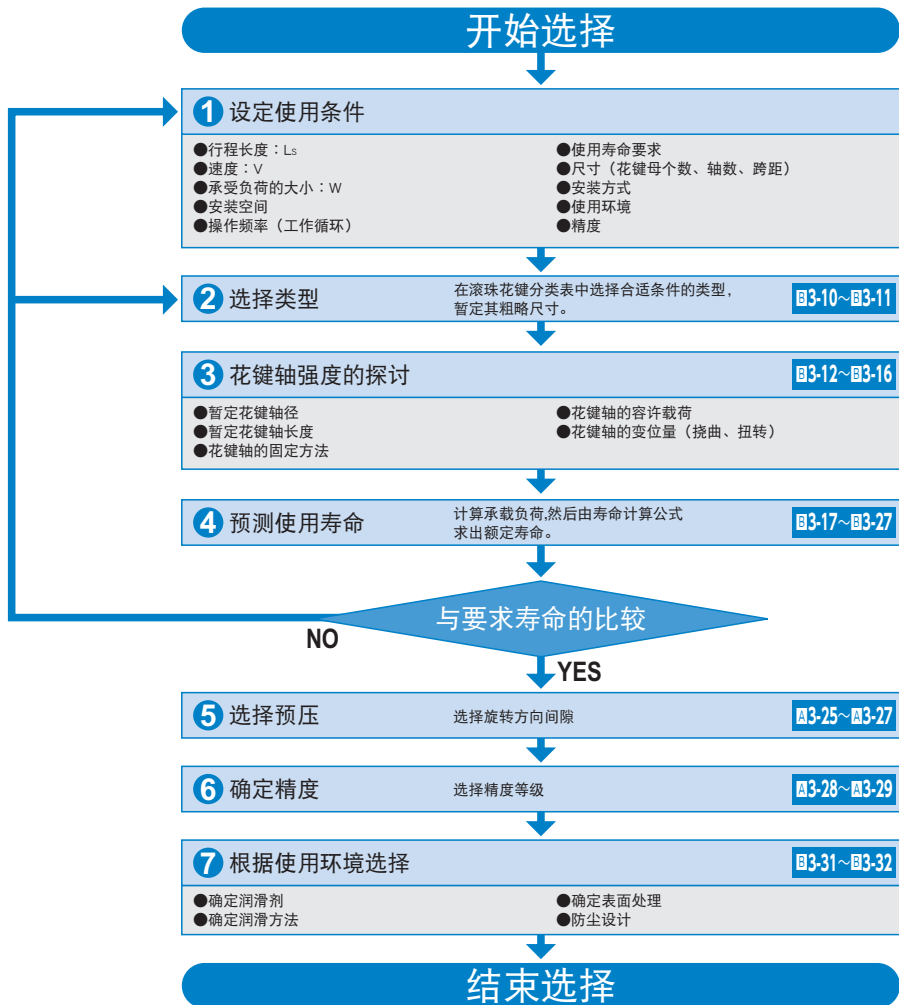 开始选择
1 设定使用条件
●行程长度：Ls
●速度：V
●承受负荷的大小：W
●安装空间
●操作频率（工作循环）
●使用寿命要求
●尺寸（花键母个数、轴数、跨距）
●安装方式
●使用环境
●精度
2 选择类型
在滚珠花键分类表中选择合适条件的类型，
暂定其粗略尺寸。
B3-10～B3-11
3 花键轴强度的探讨
B3-12～B3-16
●暂定花键轴径
●暂定花键轴长度
●花键轴的固定方法
●花键轴的容许载荷
●花键轴的变位量（挠曲、扭转）
4 预测使用寿命
计算承载负荷,然后由寿命计算公式
求出额定寿命。
B3-17～B3-27
与要求寿命的比较
NO
YES
5 选择预压
选择旋转方向间隙
A3-25～A3-27
6 确定精度
选择精度等级
A3-28～A3-29
7 根据使用环境选择
B3-31～B3-32
●确定润滑剂
●确定润滑方法
●确定表面处理
●防尘设计
结束选择